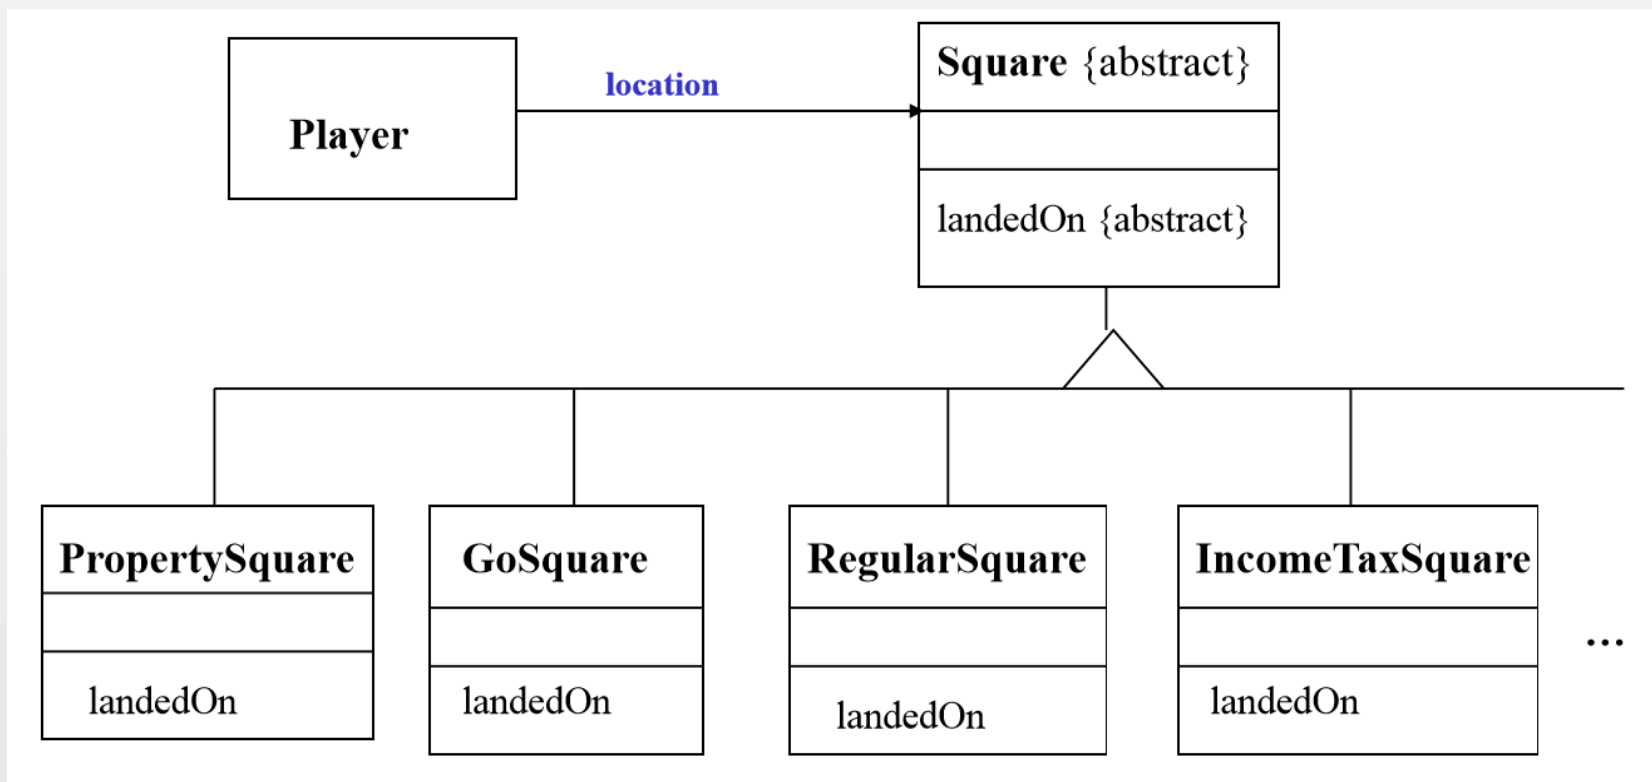 location
Square {abstract}
Player
landedOn {abstract}
PropertySquare
GoSquare
RegularSquare
IncomeTaxSquare
...
landedOn
landedOn
landedOn
landedOn